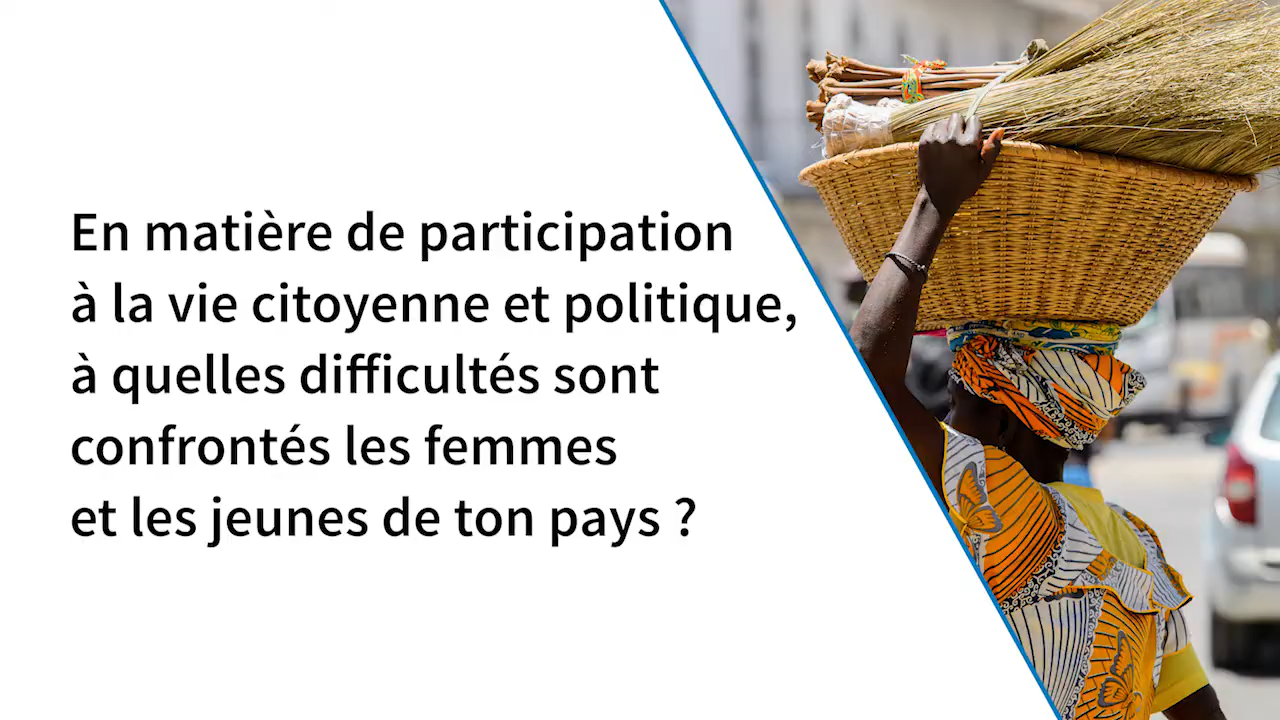 En matière de participation
à la vie citoyenne et politique,
à quelles difficultés sont
confrontés les femmes
et les jeunes de ton pays ?